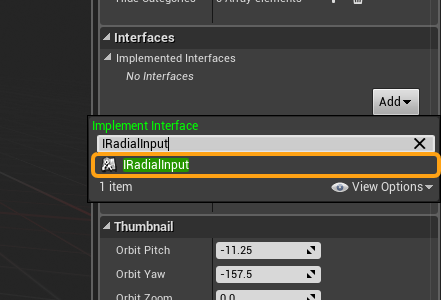 Hide Categories
0 Array elements
Interfaces
Implemented Interfaces
No Interfaces
Add
Implement Interface
IRadialInput
IRadialInput
1 item
View Options
Thumbnail
Orbit Pitch
-11.25
Orbit Yaw
-157.5
Orbit Zoom
0.0